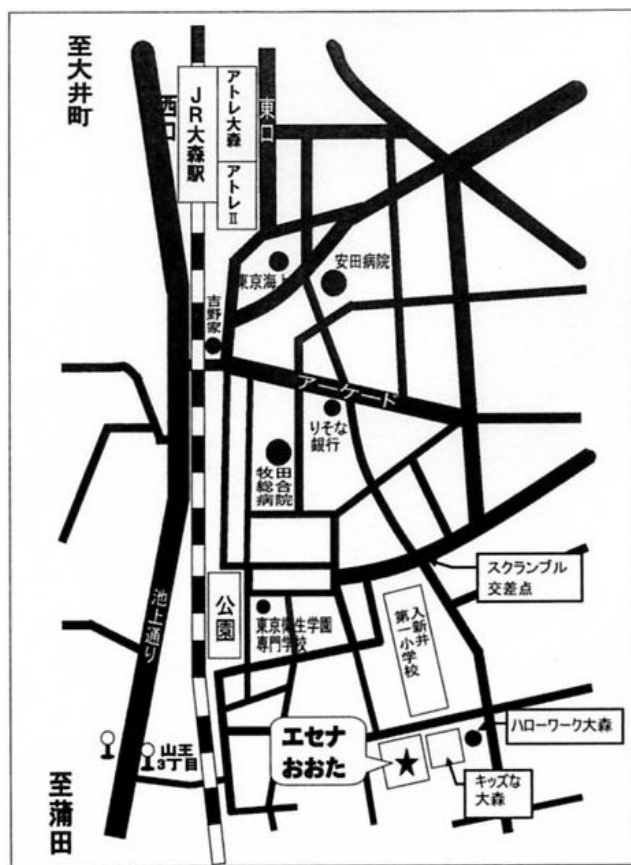 至大井町
西口
JR大森駅
アトレ大森
アトレⅡ
東口
東京海上
安田病院
吉野家
アーケード
りそな
銀行
牧田
総合
病院
スクランブル
交差点
池上通り
公園
東京衛生学園
専門学校
入新井
第一小学校
ハローワーク大森
エセナ
おおた
キッズな
大森
山王
3丁目
至蒲田